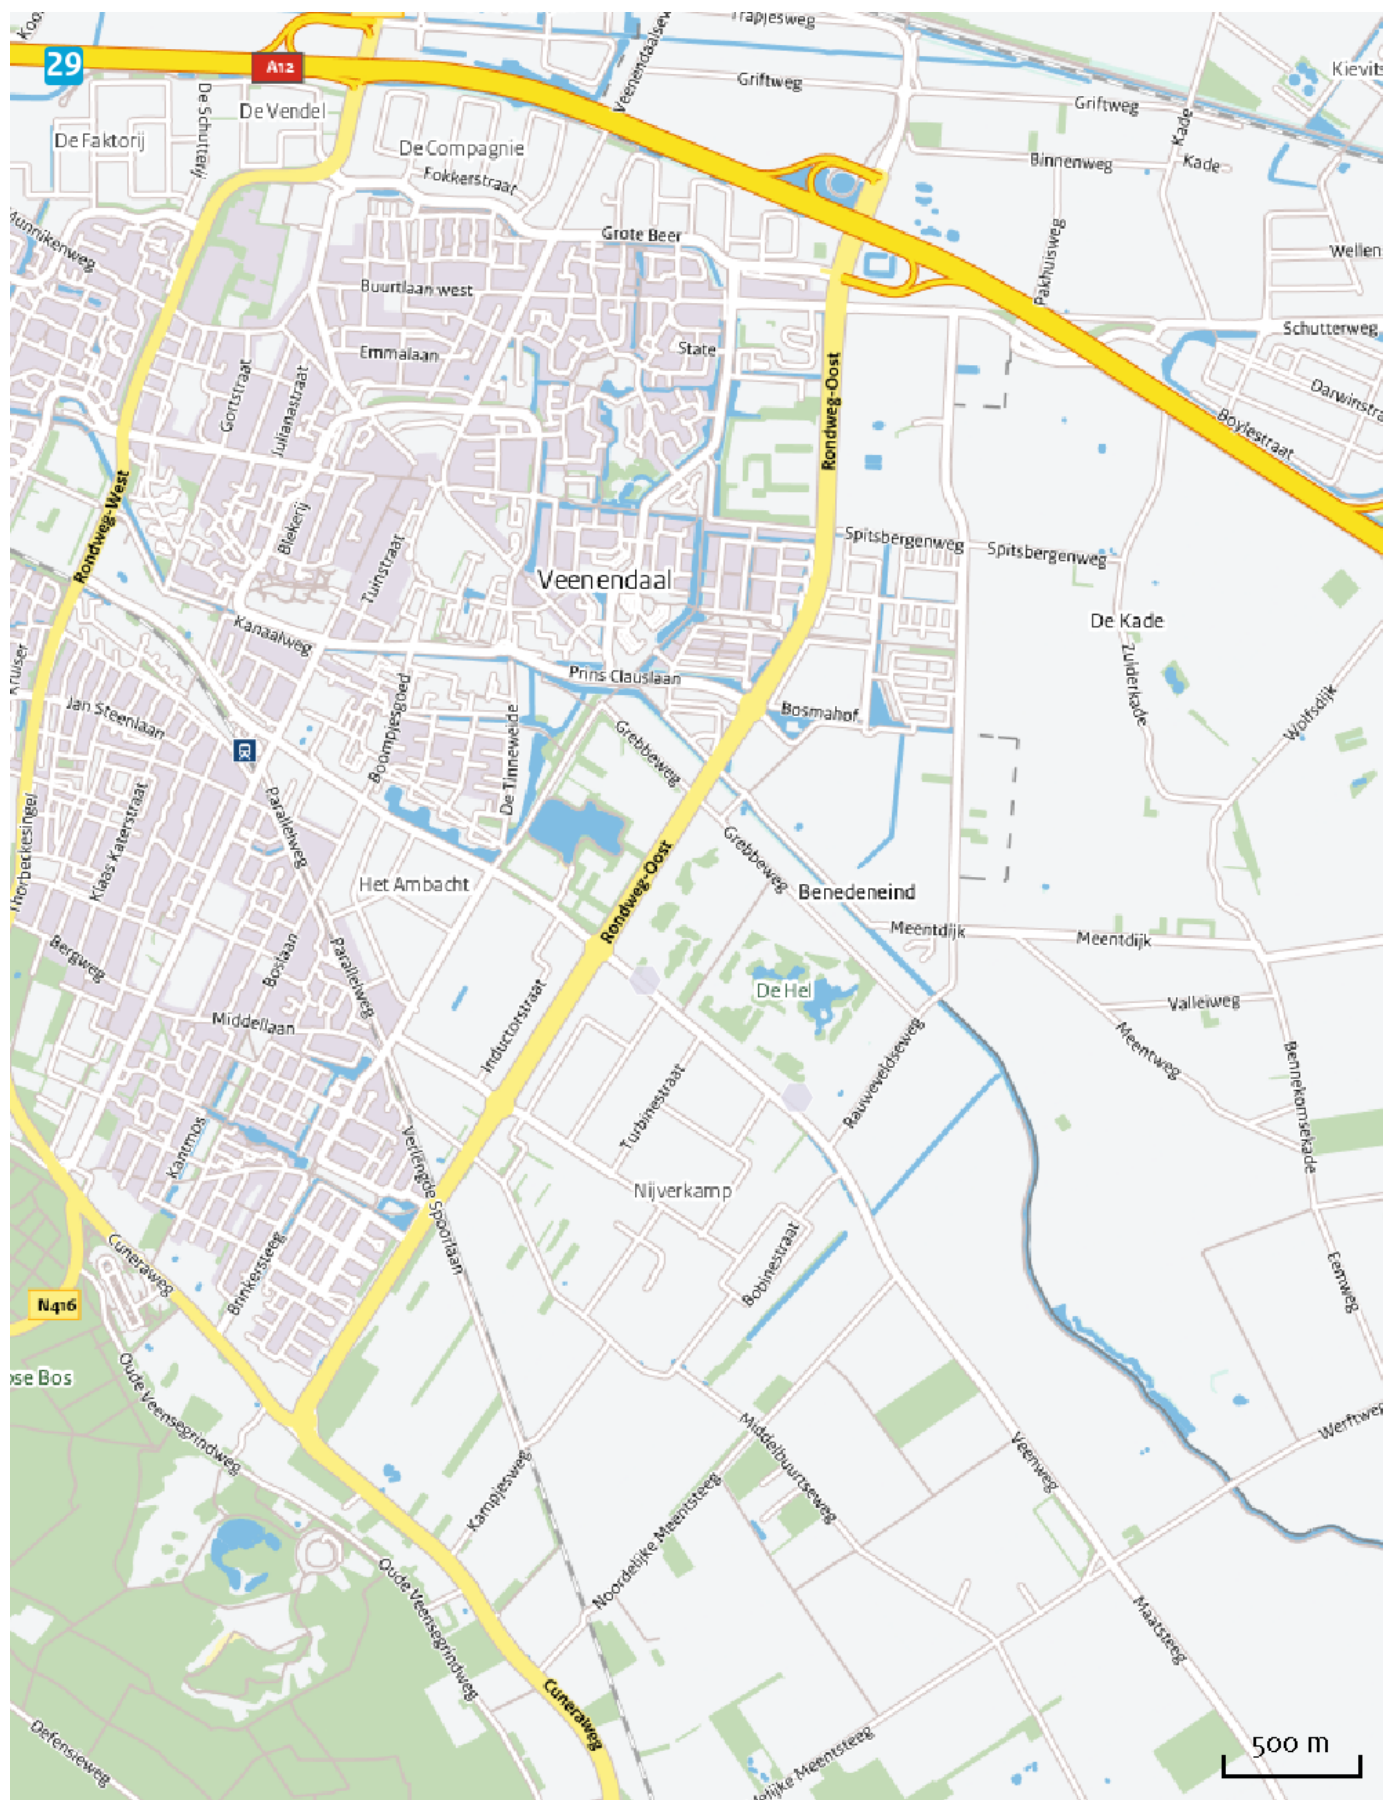 Trapjesweg
29
A12
Griftweg
Griftweg
De Schutterij
De Vendel
De Faktorij
De Compagnie
Fokkerstraat
Kade
Binnenweg
Kade
Munnikenweg
Grote Beer
Pakhuisweg
Buurtlaan west
Schutterweg
State
Emmalaan
Gortstraat
Julianastraat
Rondweg-Oost
Boylestraat
Rondweg-West
Blekerij
Tuinstraat
Spitsbergenweg
Spitsbergenweg
Veenendaal
De Kade
Kanaalweg
Prins Clauslaan
Zuiderkade
Jan Steenlaan
Boompjesgoed
De Tinneweide
Grebbeweg
Bosmahof
Wolfsdijk
Thorbeckesingel
Klaas Katerstraat
Parallelweg
Het Ambacht
Rondweg-Oost
Grebbeweg
Benedeneind
Meentdijk
Meentdijk
Bergweg
Boslaan
Parallelweg
De Hel
Valleiweg
Middellaan
Inductorstraat
Meentweg
Bennekomsekade
Turbinestraat
Rauweveldseweg
Kantmos
Verlengde Spoorlaan
Nijverkamp
Cuneraweg
Brinkersteeg
Bobinestraat
Eemweg
N416
Oude Veensegrindweg
Middelbuurtseweg
Veenweg
Werftweg
Kampjesweg
Noordelijke Meentsteeg
Oude Veensegrindweg
Maatsteeg
Cuneraweg
Defensieweg
500 m